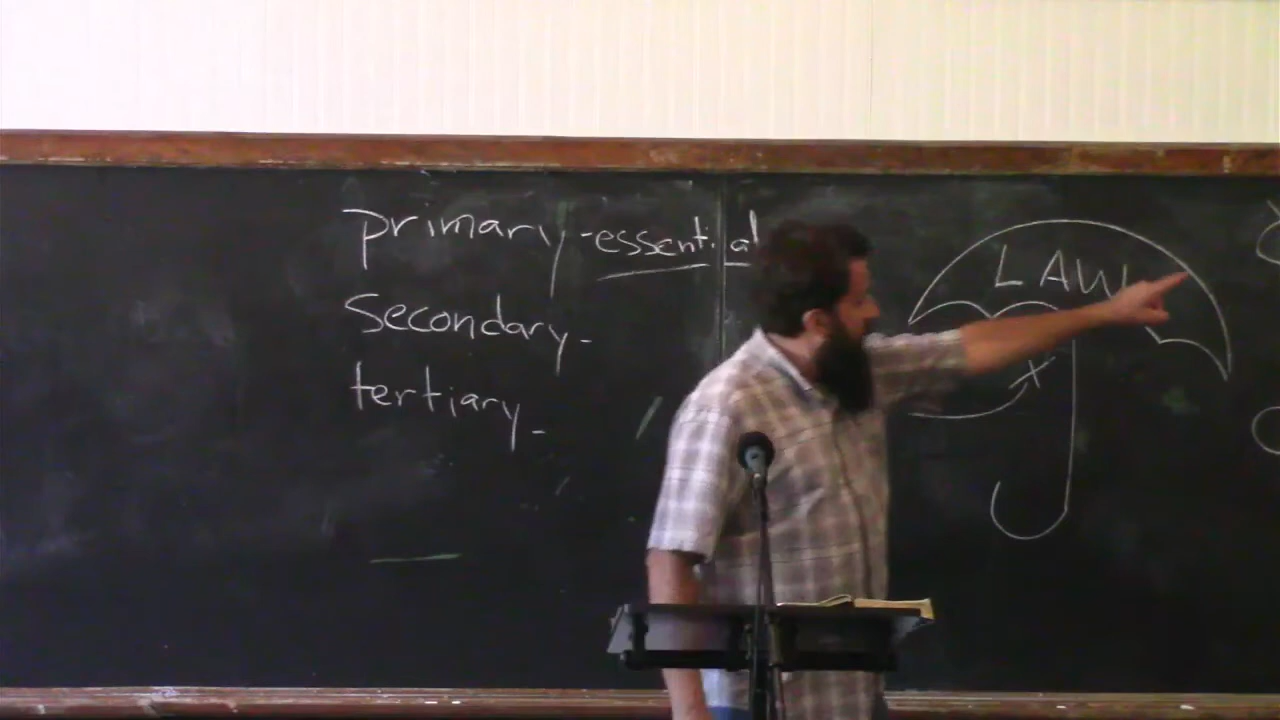 primary - essential
secondary -
tertiary -
LAW